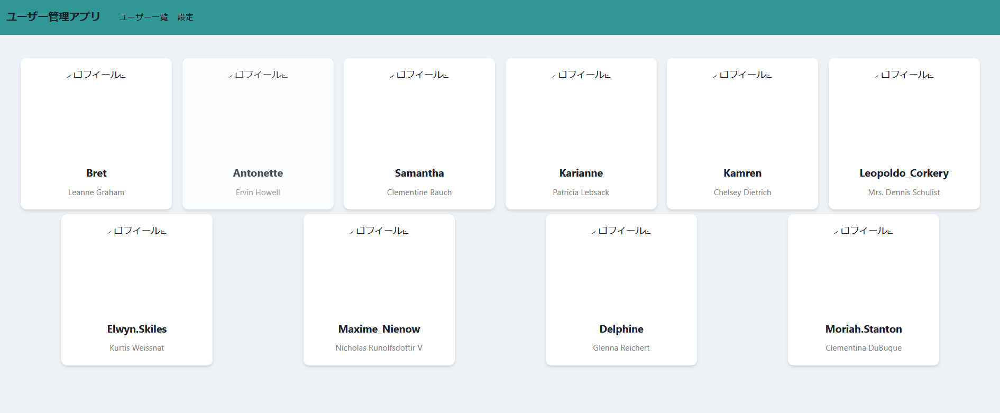 ユーザー管理アプリ ユーザー一覧 設定
ロフィール ロフィール ロフィール ロフィール ロフィール ロフィール
Bret Antonette Samantha Karianne Kamren Leopoldo_Corkery
Leanne Graham Ervin Howell Clementine Bauch Patricia Lebsack Chelsey Dietrich Mrs. Dennis Schulist
ロフィール ロフィール ロフィール ロフィール
Elwyn.Skiles Maxime_Nienow Delphine Moriah.Stanton
Kurtis Weissnat Nicholas Runolfsdottir V Glenna Reichert Clementina DuBuque